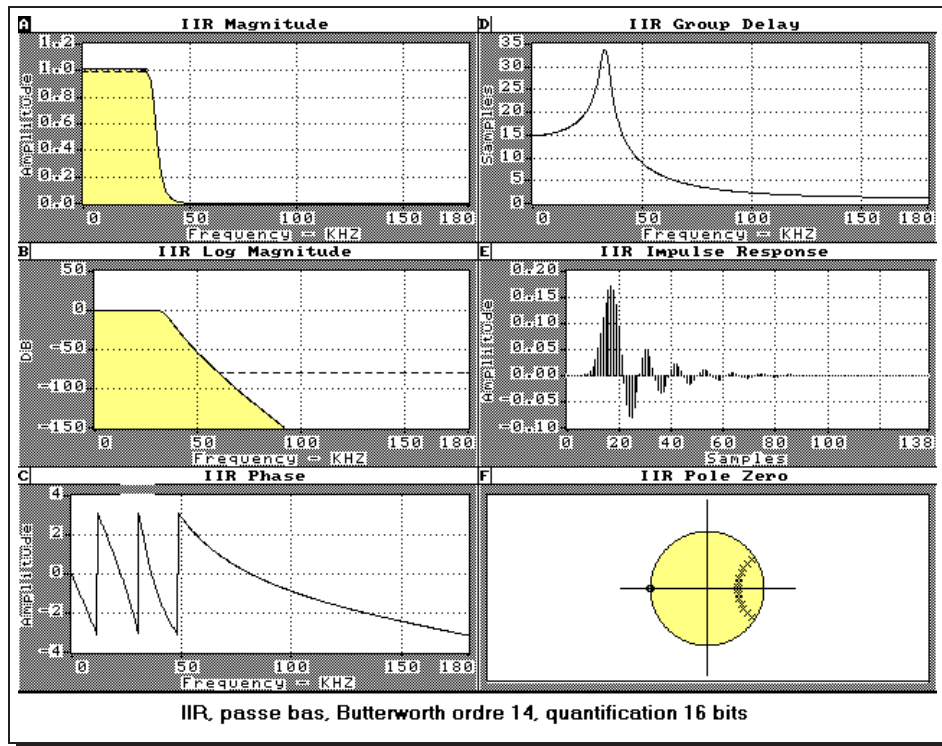 A IIR Magnitude
1.2
1.0
0.8
0.6
0.4
0.2
0.0
Amplitude
0 50 100 150 180
Frequency - KHZ
D IIR Group Delay
35
30
25
20
15
10
5
0
Samples
0 50 100 150 180
Frequency - KHZ
B IIR Log Magnitude
50
0
-50
-100
-150
DB
0 50 100 150 180
Frequency - KHZ
E IIR Impulse Response
0.20
0.15
0.10
0.05
0.00
-0.05
-0.10
Amplitude
0 20 40 60 80 100 138
Samples
C IIR Phase
4
2
0
-2
-4
Amplitude
0 50 100 150 180
Frequency - KHZ
F IIR Pole Zero
IIR, passe bas, Butterworth ordre 14, quantification 16 bits